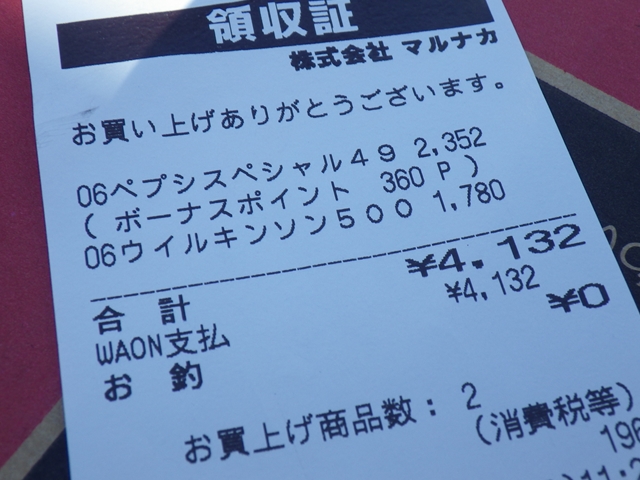 領収証
株式会社 マルナカ
お買い上げありがとうございます。
06ペプシスペシャル４９ 2,352
( ボーナスポイント 360 P )
06ウイルキンソン５００ 1,780
合 計 ¥4,132
WAON支払 ¥4,132
お 釣 ¥0
お買上げ商品数: 2
(消費税等)